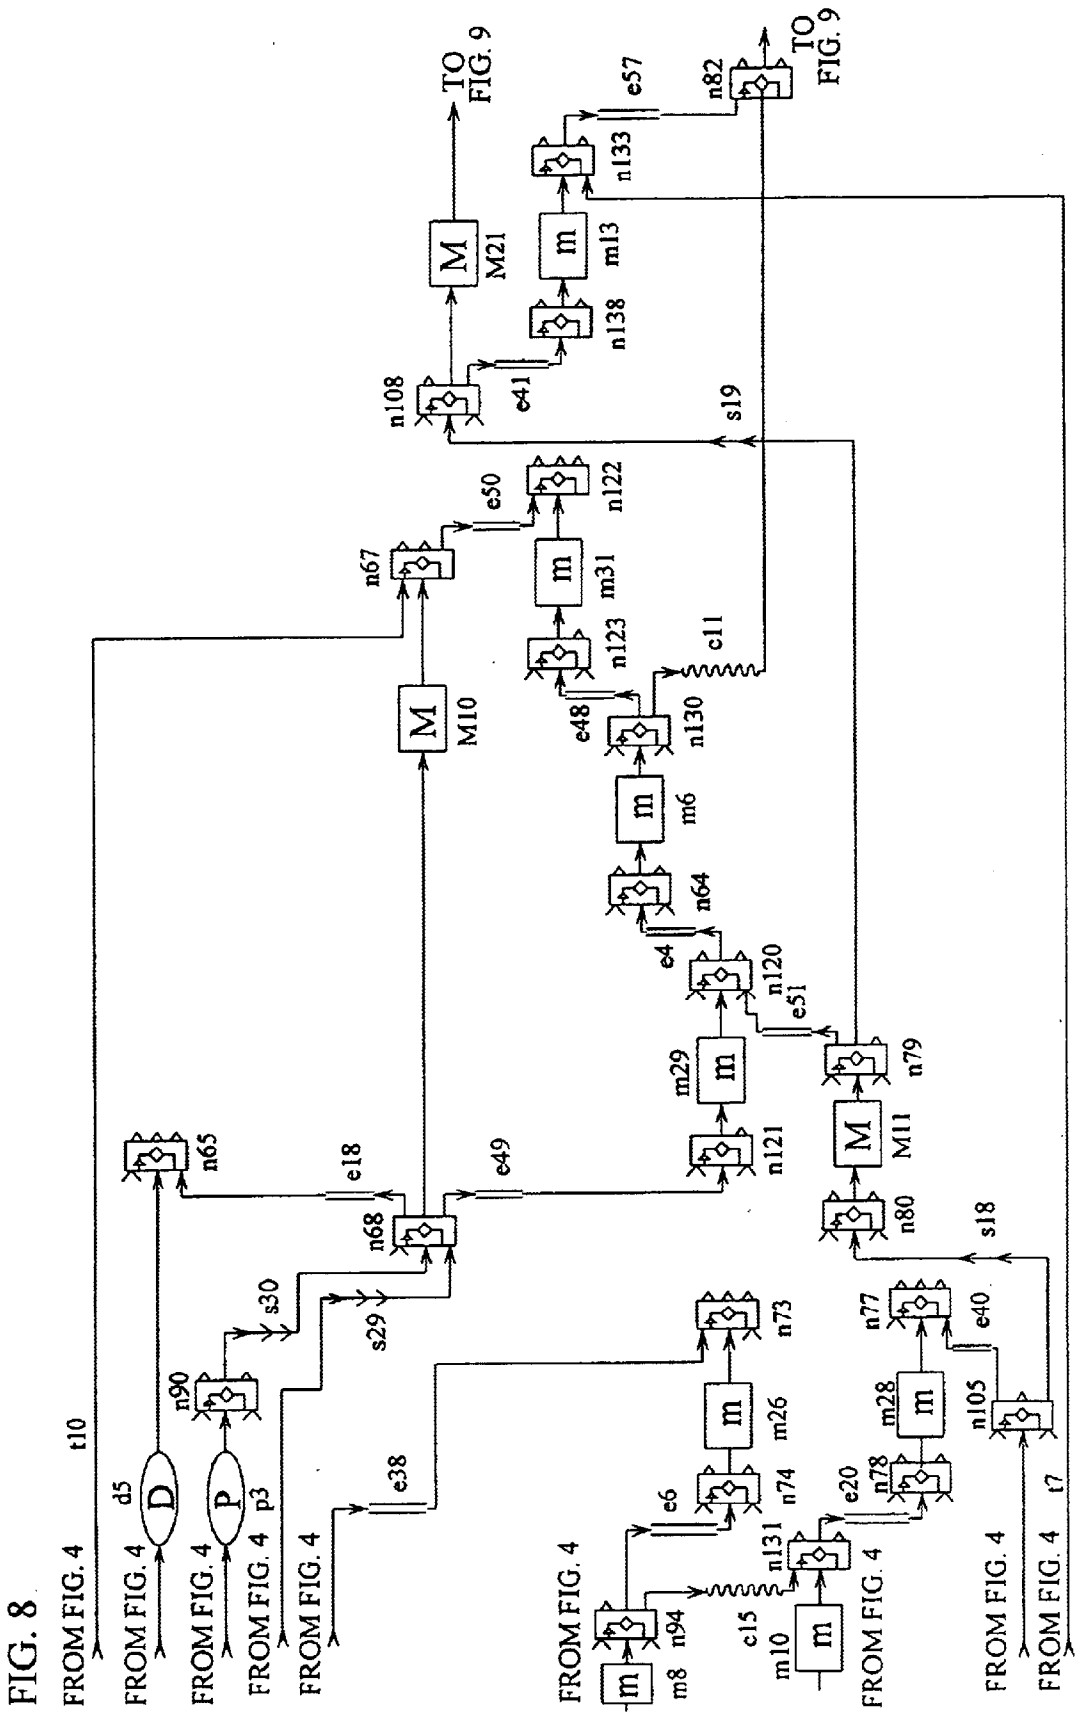 FIG. 8
FROM FIG. 4
t10
FROM FIG. 4
d5
D
n65
FROM FIG. 4
P
p3
n90
s30
FROM FIG. 4
s29
FROM FIG. 4
e38
n68
e18
e49
M
M10
n67
e50
n122
m
m31
n123
e48
n108
M
M21
TO
FIG. 9
e41
n138
m
m13
n133
e57
n82
TO
FIG. 9
s19
c11
n130
m
m6
n64
e4
n120
e51
m29
m
n121
n79
M
M11
n80
s18
n73
m
m26
n74
e6
FROM FIG. 4
n94
m
m8
c15
m10
m
n131
FROM FIG. 4
e20
n78
m28
m
n77
e40
n105
FROM FIG. 4
t7
FROM FIG. 4